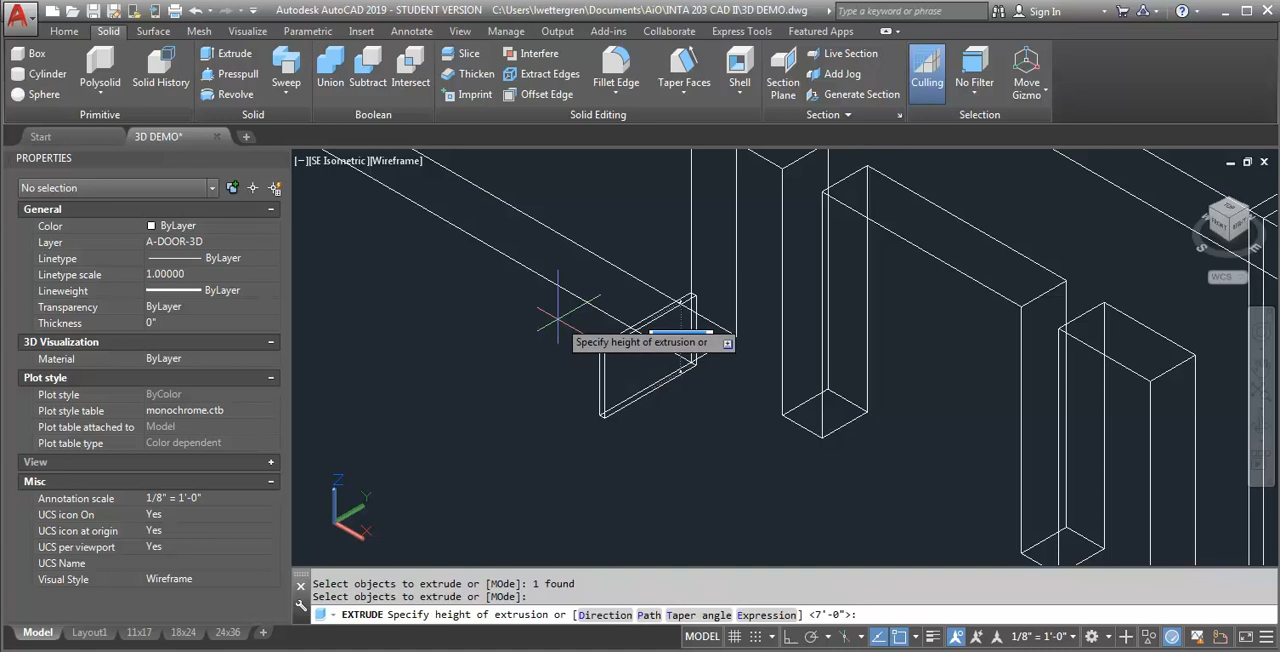 Autodesk AutoCAD 2019 - STUDENT VERSION C:\Users\lwettergren\Documents\AiO\INTA 203 CAD II\3D DEMO.dwg
Type a keyword or phrase
Sign In
Home Solid Surface Mesh Visualize Parametric Insert Annotate View Manage Output Add-ins Collaborate Express Tools Featured Apps
Box
Cylinder
Sphere
Polysolid
Solid History
Primitive
Extrude
Presspull
Revolve
Sweep
Solid
Union Subtract Intersect
Boolean
Slice
Thicken
Imprint
Interfere
Extract Edges
Offset Edge
Fillet Edge
Taper Faces
Shell
Solid Editing
Section
Plane
Live Section
Add Jog
Generate Section
Section
Culling
No Filter
Move
Gizmo
Selection
Start
3D DEMO*
PROPERTIES
No selection
General
Color ByLayer
Layer A-DOOR-3D
Linetype ByLayer
Linetype scale 1.00000
Lineweight ByLayer
Transparency ByLayer
Thickness 0"
3D Visualization
Material ByLayer
Plot style
Plot style ByColor
Plot style table monochrome.ctb
Plot table attached to Model
Plot table type Color dependent
View
Misc
Annotation scale 1/8" = 1'-0"
UCS icon On Yes
UCS icon at origin Yes
UCS per viewport Yes
UCS Name
Visual Style Wireframe
[−][SE Isometric][Wireframe]
TOP
FRONT
RIGHT
S
E
WCS
Specify height of extrusion or
Z
Y
X
Select objects to extrude or [MOde]: 1 found
Select objects to extrude or [MOde]:
EXTRUDE Specify height of extrusion or [Direction Path Taper angle Expression] <7'-0">:
Model Layout1 11x17 18x24 24x36
MODEL
1/8" = 1'-0"